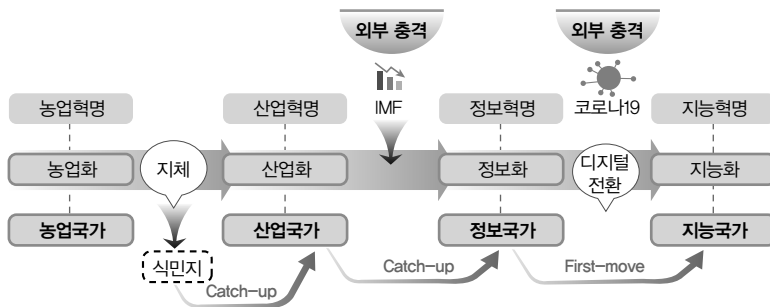 외부 충격
외부 충격
농업혁명
산업혁명
IMF
정보혁명
코로나19
지능혁명
농업화
지체
산업화
정보화
디지털
전환
지능화
농업국가
산업국가
정보국가
지능국가
식민지
Catch-up
Catch-up
First-move